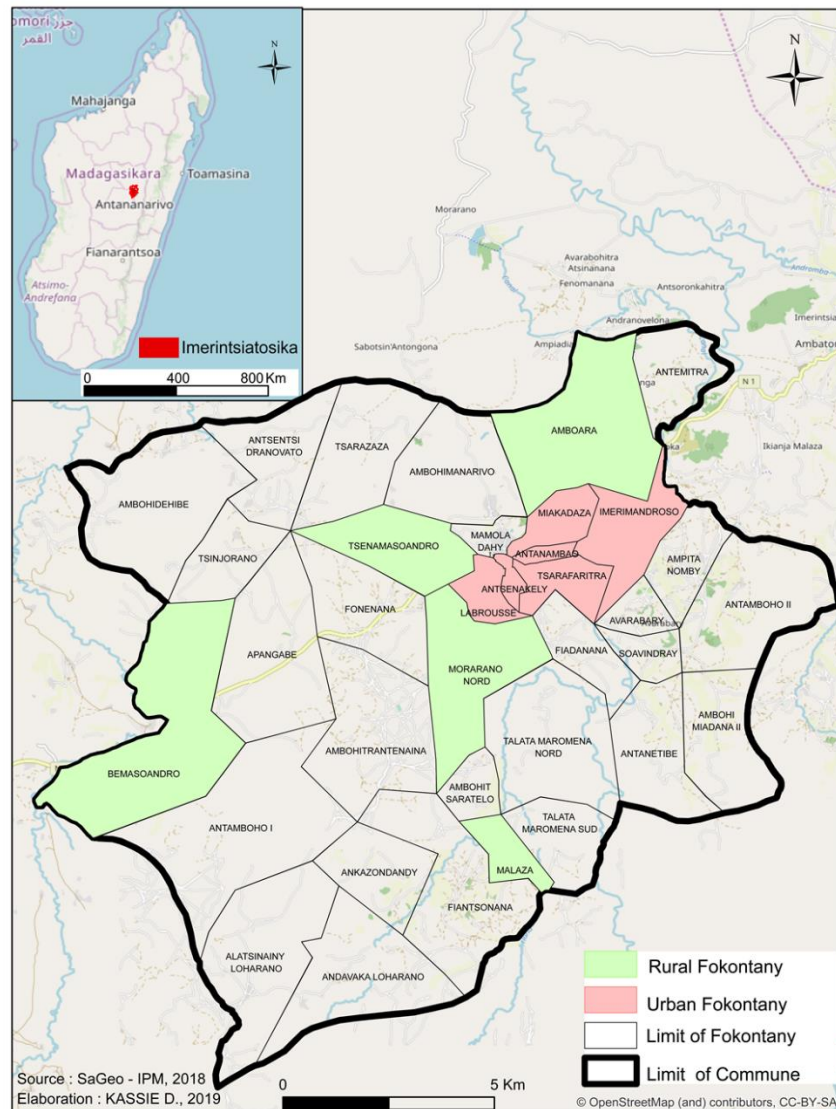 omori جزر
القمر
N
Mahajanga
Madagasikara
Toamasina
Antananarivo
Fianarantsoa
Atsimo-
Andrefana
Imerintsiatosika
0 400 800 Km
N
Morarano
Avarabohitra
Atsinanana
Fenomanana
Antsoronkahitra
Andranovelona
Sabotsin'Antongona
Ampiadia
Imerintsia
Ambato
N 1
Ikianja Malaza
ANTEMITRA
AMBOARA
ANTSENTSI
DRANOVATO
TSARAZAZA
AMBOHIMANARIVO
AMBOHIDEHIBE
MIAKADAZA
IMERIMANDROSO
TSINJORANO
TSENAMASOANDRO
MAMOLA
DAHY
ANTANAMBAO
AMPITA
NOMBY
ANTSENAKELY
TSARAFARITRA
LABROUSSE
ANTAMBOHO II
FONENANA
AVARABARY
APANGABE
MORARANO
NORD
FIADANANA
SOAVINDRAY
AMBOHITRANTENAINA
TALATA MAROMENA
NORD
ANTANETIBE
AMBOHI
MIADANA II
BEMASOANDRO
AMBOHIT
SARATELO
ANTAMBOHO I
TALATA
MAROMENA SUD
ANKAZONDANDY
MALAZA
FIANTSONANA
ALATSINAINY
LOHARANO
ANDAVAKA LOHARANO
Rural Fokontany
Urban Fokontany
Limit of Fokontany
Limit of Commune
Source : SaGeo - IPM, 2018
Elaboration : KASSIE D., 2019
0 5 Km
© OpenStreetMap (and) contributors, CC-BY-SA